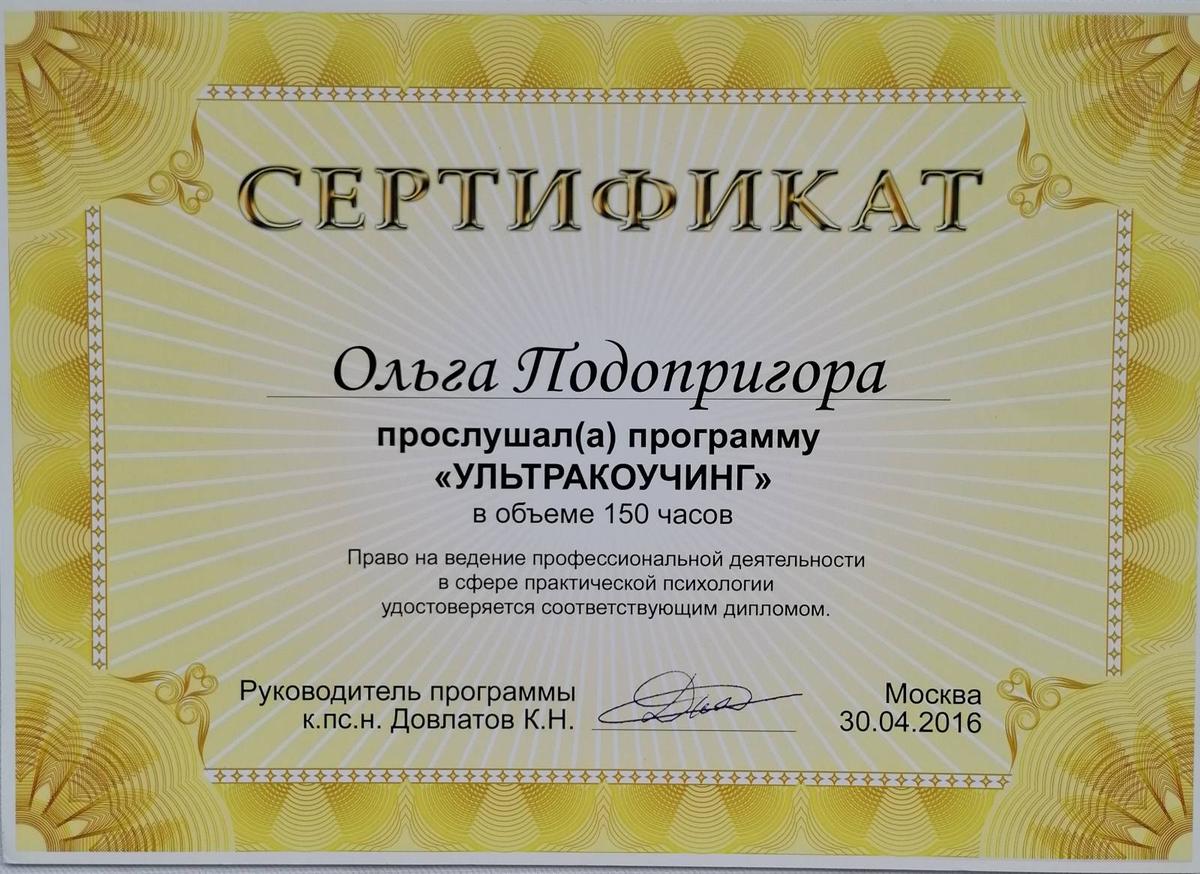 СЕРТИФИКАТ
Ольга Подопригора
прослушал(а) программу
«УЛЬТРАКОУЧИНГ»
в объеме 150 часов
Право на ведение профессиональной деятельности
в сфере практической психологии
удостоверяется соответствующим дипломом.
Руководитель программы
к.пс.н. Довлатов К.Н.
Москва
30.04.2016